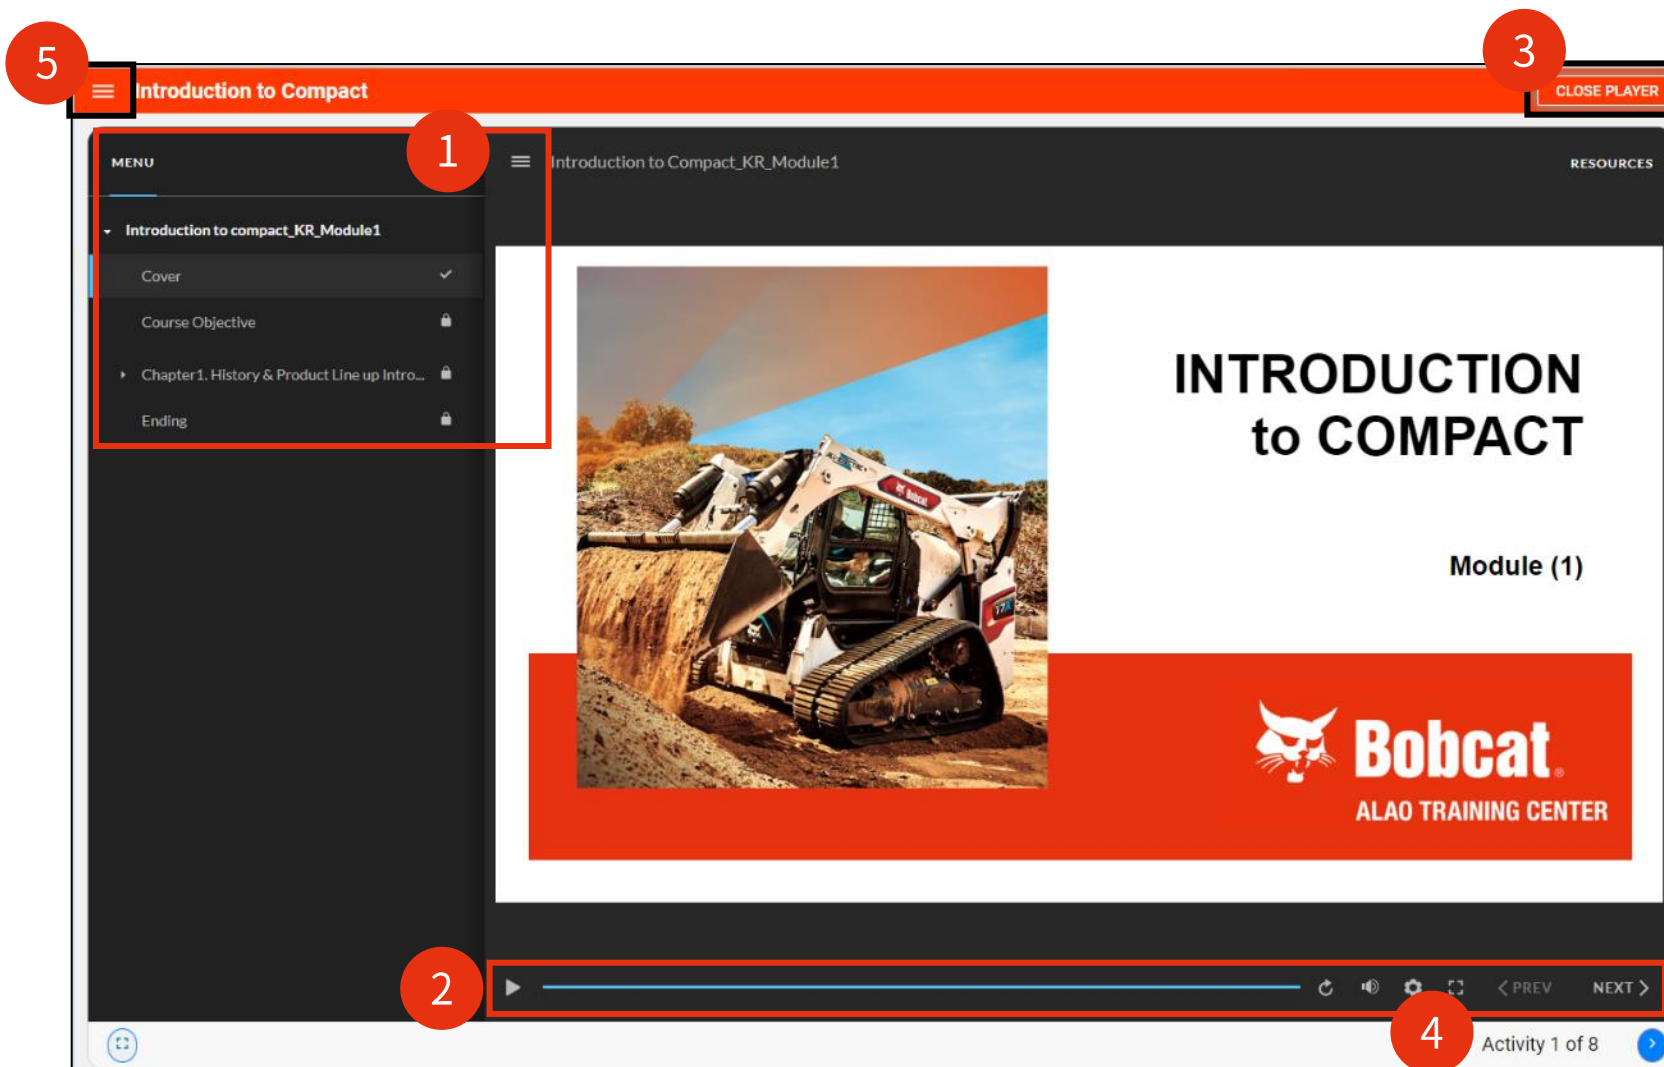 5
3
Introduction to Compact
CLOSE PLAYER
1
MENU
Introduction to Compact_KR_Module1
RESOURCES
Introduction to compact_KR_Module1
Cover
Course Objective
Chapter1. History & Product Line up Intro...
Ending
INTRODUCTION
to COMPACT
Module (1)
Bobcat
T7X
Bobcat®
ALAO TRAINING CENTER
2
PREV
NEXT
4
Activity 1 of 8